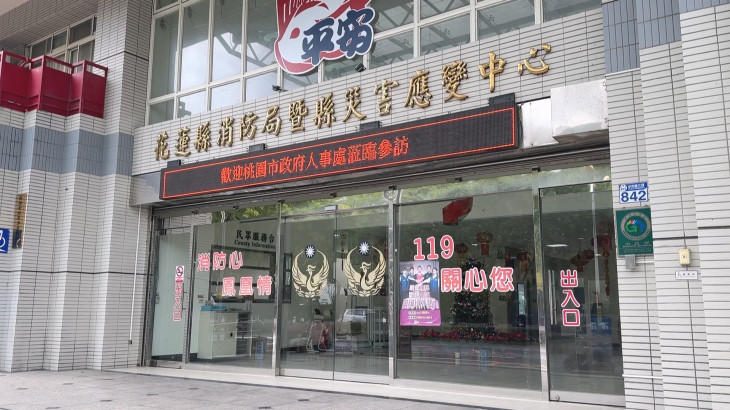 平安
花蓮縣消防局暨縣災害應變中心
歡迎桃園市政府人事處蒞臨參訪
民眾服務台
County Information
消防心
鳳凰情
119
關心您
出入口
842